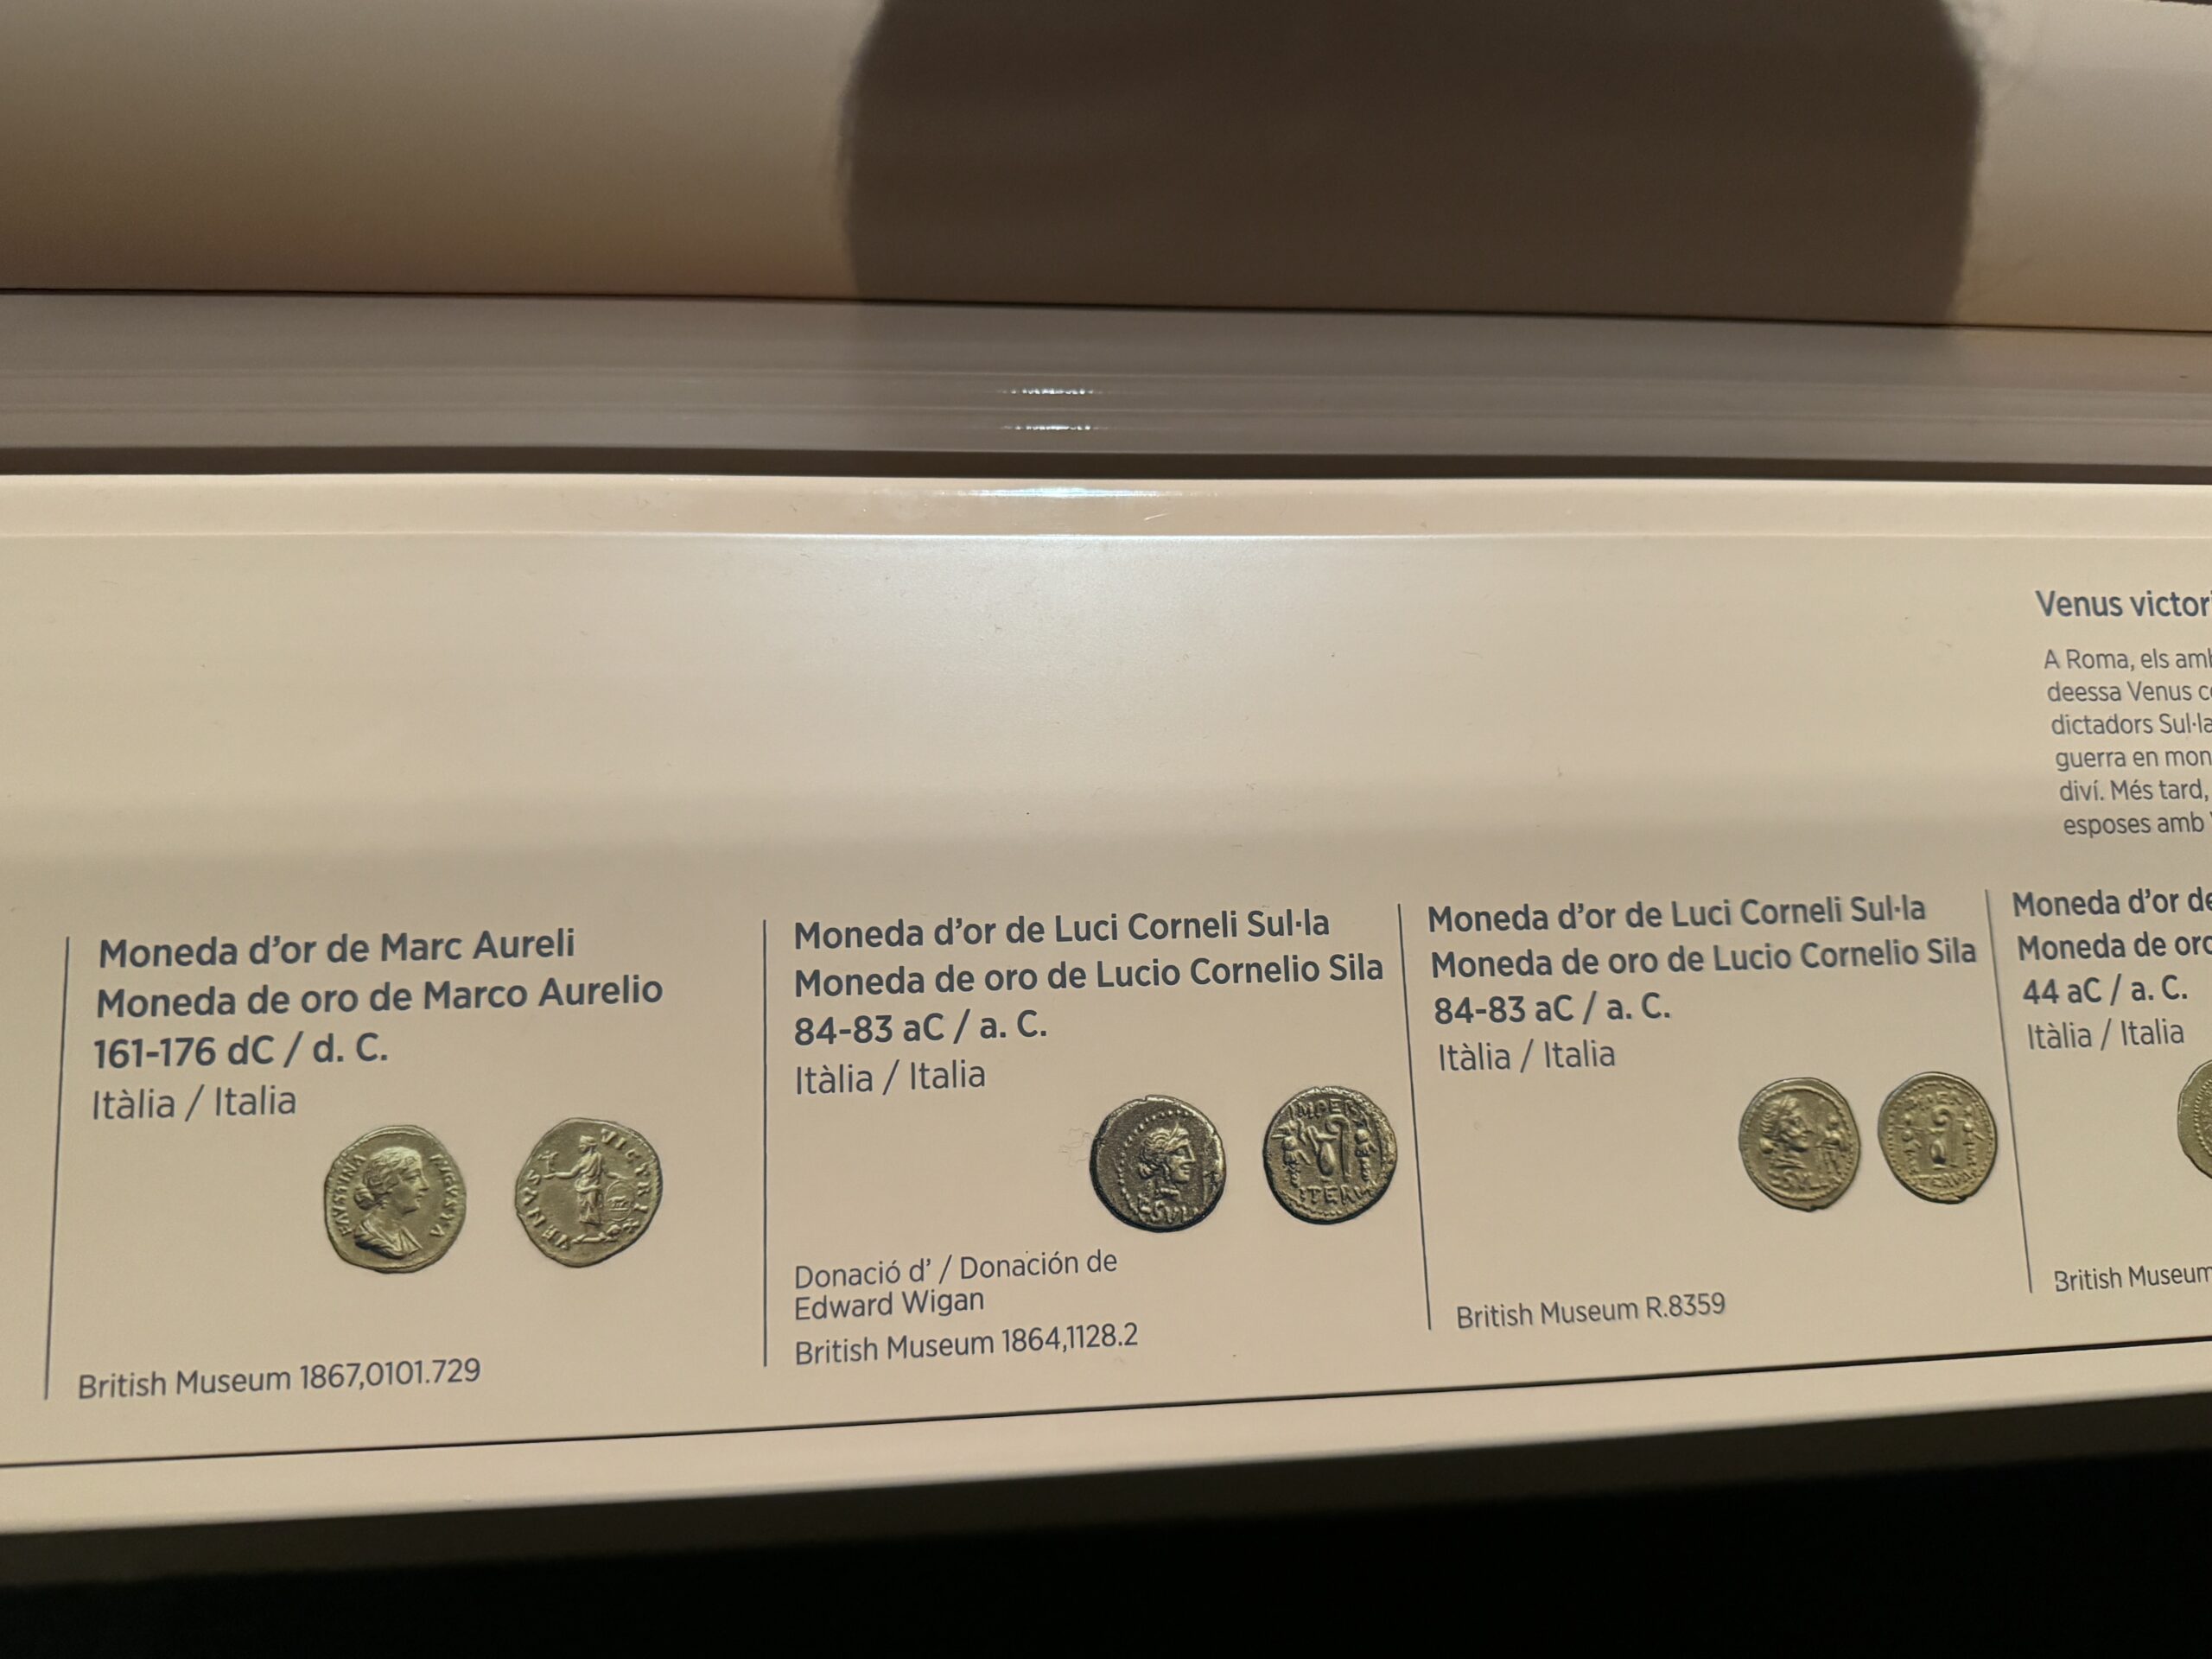 Moneda d'or de Marc Aureli
Moneda de oro de Marco Aurelio
161-176 dC / d. C.
Itàlia / Italia
FAVSTINA AVGVSTA
VENVS VICTRIX
British Museum 1867,0101.729
Moneda d'or de Luci Corneli Sul·la
Moneda de oro de Lucio Cornelio Sila
84-83 aC / a. C.
Itàlia / Italia
IMPER
ITERV
Donació d' / Donación de
Edward Wigan
British Museum 1864,1128.2
Moneda d'or de Luci Corneli Sul·la
Moneda de oro de Lucio Cornelio Sila
84-83 aC / a. C.
Itàlia / Italia
British Museum R.8359
Venus victor
A Roma, els
deessa Venus
dictadors Sul·la
guerra en
diví. Més tard,
esposes amb
Moneda d'or de
Moneda de oro
44 aC / a. C.
Itàlia / Italia
British Museum